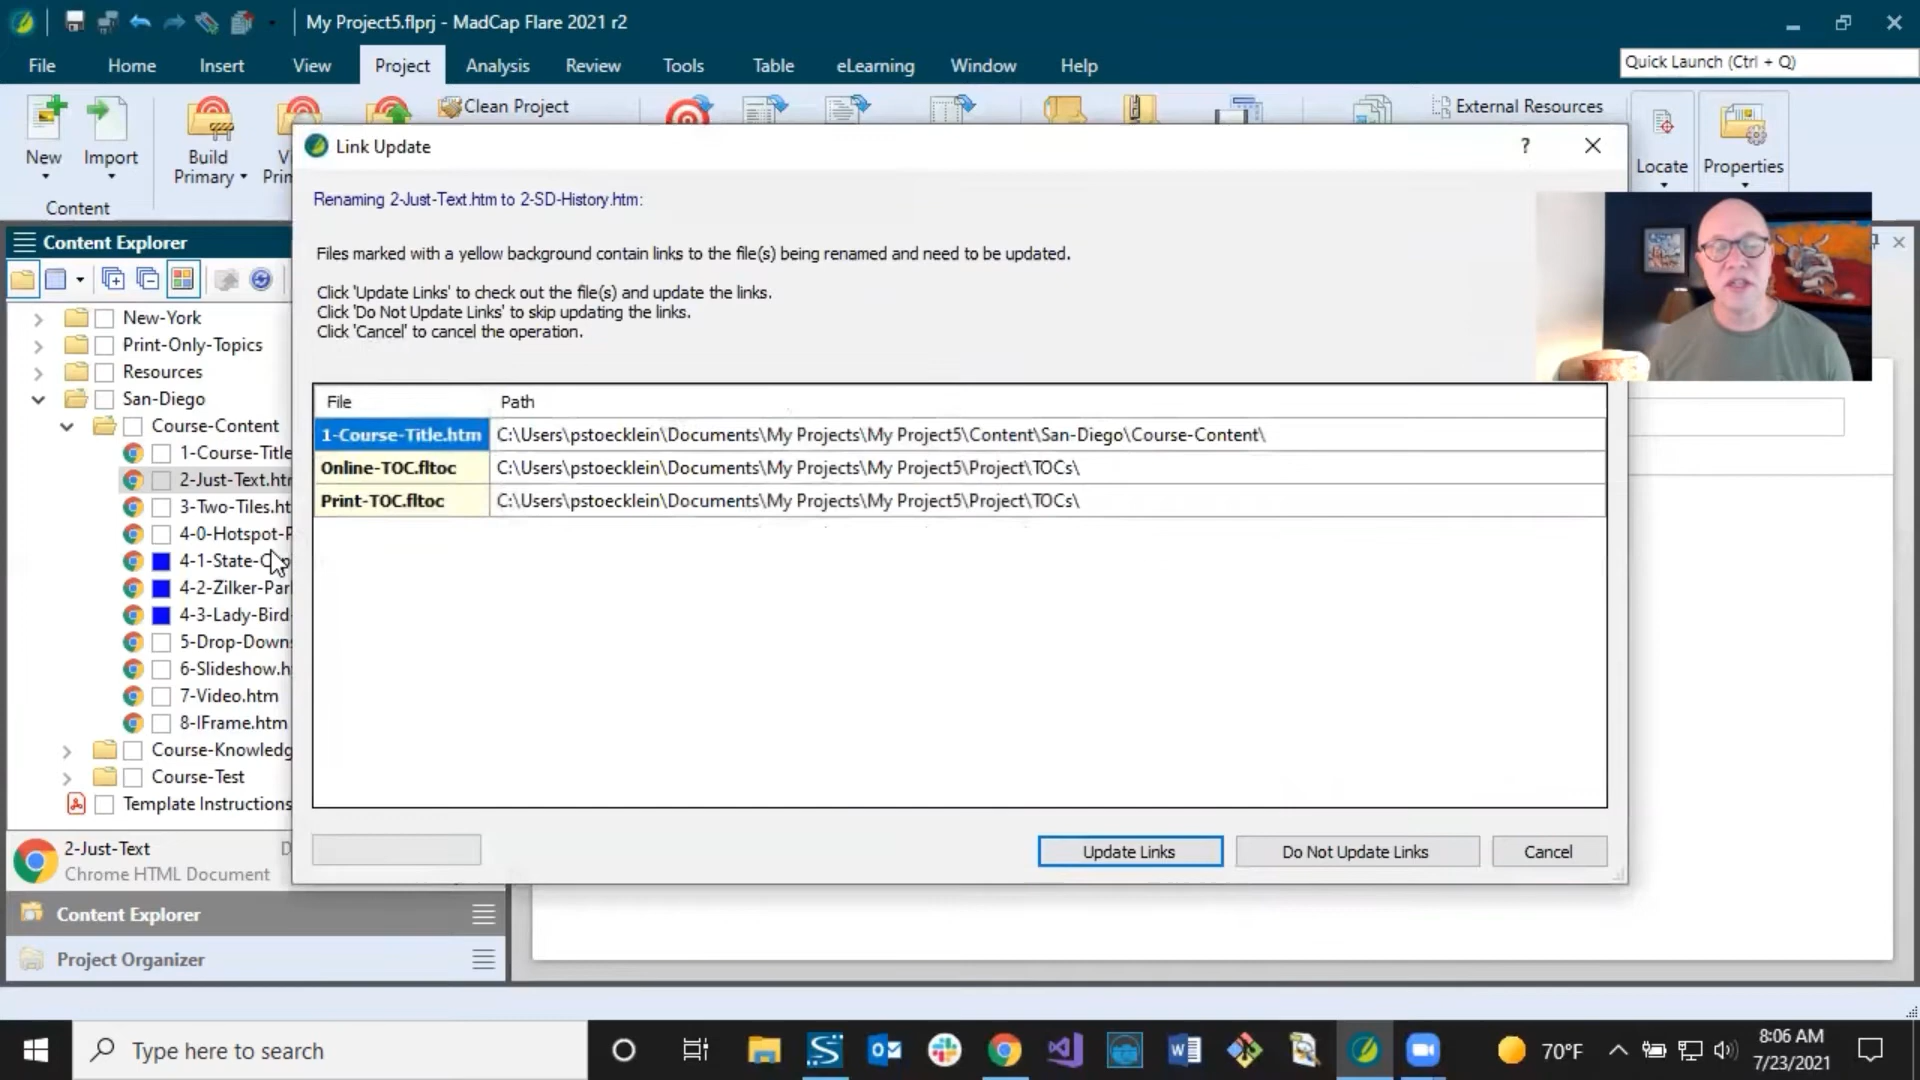 My Project5.flprj - MadCap Flare 2021 r2
File Home Insert View Project Analysis Review Tools Table eLearning Window Help
Quick Launch (Ctrl + Q)
Clean Project
External Resources
New Import Build Primary Locate Properties
Content
Link Update
?
Renaming 2-Just-Text.htm to 2-SD-History.htm:
Files marked with a yellow background contain links to the file(s) being renamed and need to be updated.
Click 'Update Links' to check out the file(s) and update the links.
Click 'Do Not Update Links' to skip updating the links.
Click 'Cancel' to cancel the operation.
File Path
1-Course-Title.htm C:\Users\pstoecklein\Documents\My Projects\My Project5\Content\San-Diego\Course-Content\
Online-TOC.fltoc C:\Users\pstoecklein\Documents\My Projects\My Project5\Project\TOCs\
Print-TOC.fltoc C:\Users\pstoecklein\Documents\My Projects\My Project5\Project\TOCs\
Update Links Do Not Update Links Cancel
Content Explorer
New-York
Print-Only-Topics
Resources
San-Diego
Course-Content
1-Course-Title
2-Just-Text.htm
3-Two-Tiles.ht
4-0-Hotspot-P
4-1-State-C
4-2-Zilker-Par
4-3-Lady-Bird-
5-Drop-Downs
6-Slideshow.h
7-Video.htm
8-IFrame.htm
Course-Knowledg
Course-Test
Template Instructions
2-Just-Text
Chrome HTML Document
Content Explorer
Project Organizer
Type here to search
70°F
8:06 AM
7/23/2021